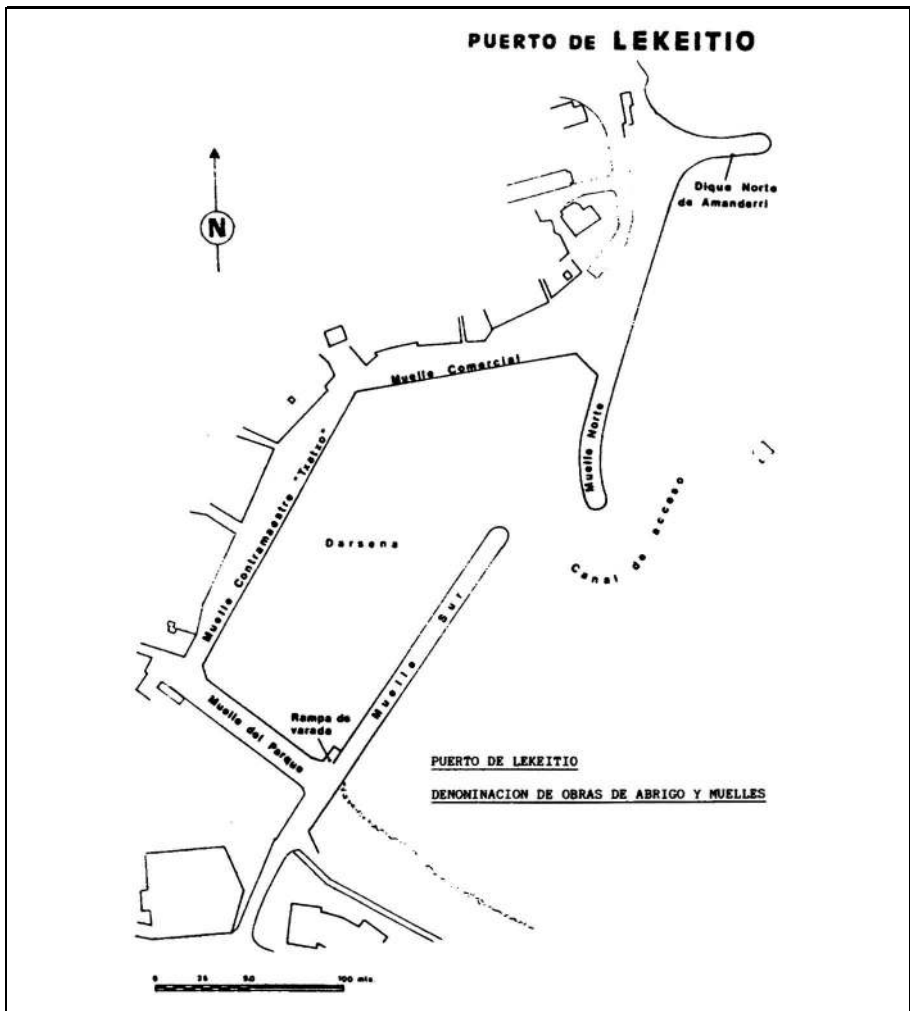 PUERTO DE LEKEITIO
N
Dique Norte
de Amanderri
Muelle Comercial
Muelle Norte
Muelle Contramaestre "Txatxo"
Darsena
Canal de acceso
Muelle Sur
Muelle del Parque
Rampa de
varada
PUERTO DE LEKEITIO
DENOMINACION DE OBRAS DE ABRIGO Y MUELLES
0 25 50 100 mts.